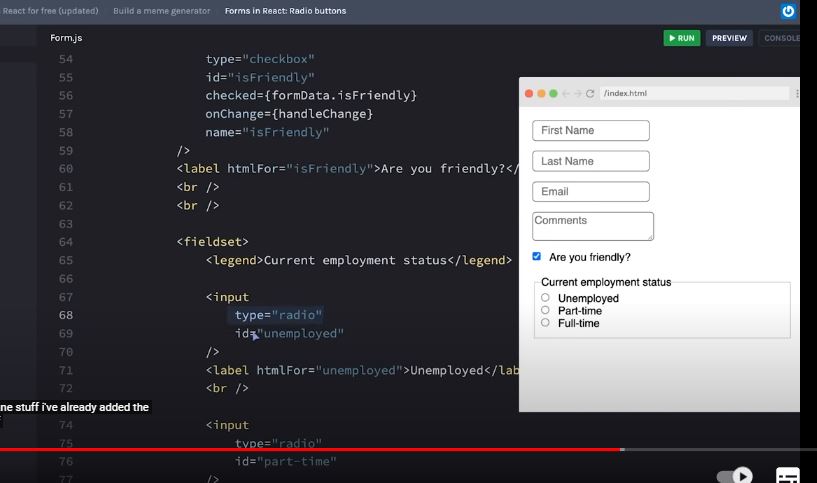 React for free (updated) Build a meme generator Forms in React: Radio buttons
Form.js
RUN PREVIEW CONSOLE
54 type="checkbox"
55 id="isFriendly"
56 checked={formData.isFriendly}
57 onChange={handleChange}
58 name="isFriendly"
59 />
60 <label htmlFor="isFriendly">Are you friendly?</
61 <br />
62 <br />
63
64 <fieldset>
65 <legend>Current employment status</legend>
66
67 <input
68 type="radio"
69 id="unemployed"
70 />
71 <label htmlFor="unemployed">Unemployed</lab
72 <br />
74 <input
75 type="radio"
76 id="part-time"
77 />
/index.html
First Name
Last Name
Email
Comments
Are you friendly?
Current employment status
Unemployed
Part-time
Full-time
ne stuff i've already added the